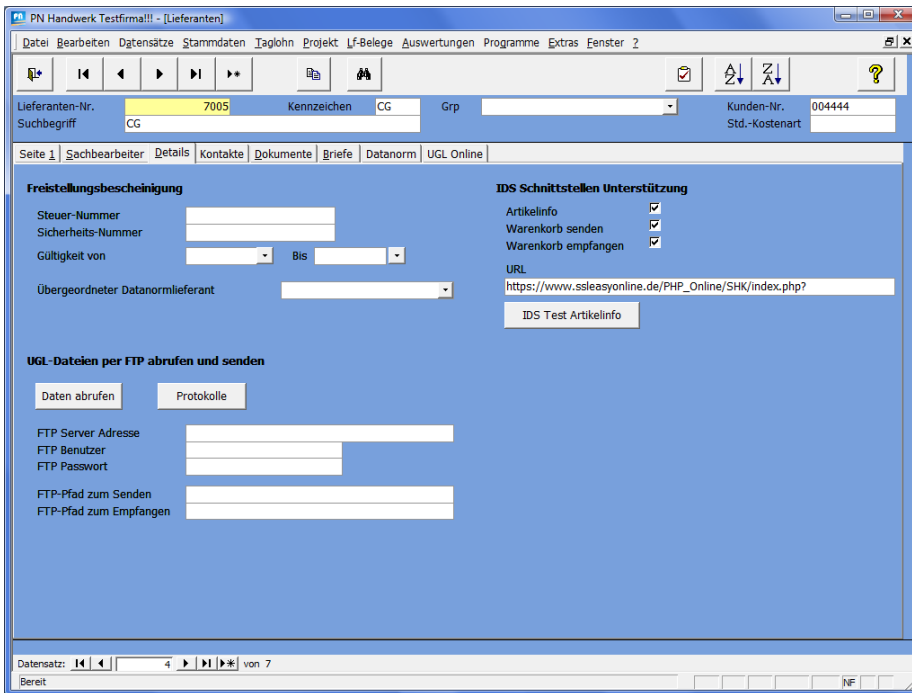 PN Handwerk Testfirma!!! - [Lieferanten]
Datei Bearbeiten Datensätze Stammdaten Taglohn Projekt Lf-Belege Auswertungen Programme Extras Fenster ?
Lieferanten-Nr. 7005 Kennzeichen CG Grp Kunden-Nr. 004444
Suchbegriff CG Std.-Kostenart
Seite 1 Sachbearbeiter Details Kontakte Dokumente Briefe Datanorm UGL Online
Freistellungsbescheinigung IDS Schnittstellen Unterstützung
Steuer-Nummer Artikelinfo
Sicherheits-Nummer Warenkorb senden
Gültigkeit von Bis Warenkorb empfangen
URL
Übergeordneter Datanormlieferant https://www.ssleasyonline.de/PHP_Online/SHK/index.php?
IDS Test Artikelinfo
UGL-Dateien per FTP abrufen und senden
Daten abrufen Protokolle
FTP Server Adresse
FTP Benutzer
FTP Passwort
FTP-Pfad zum Senden
FTP-Pfad zum Empfangen
Datensatz: 4 von 7
Bereit NF